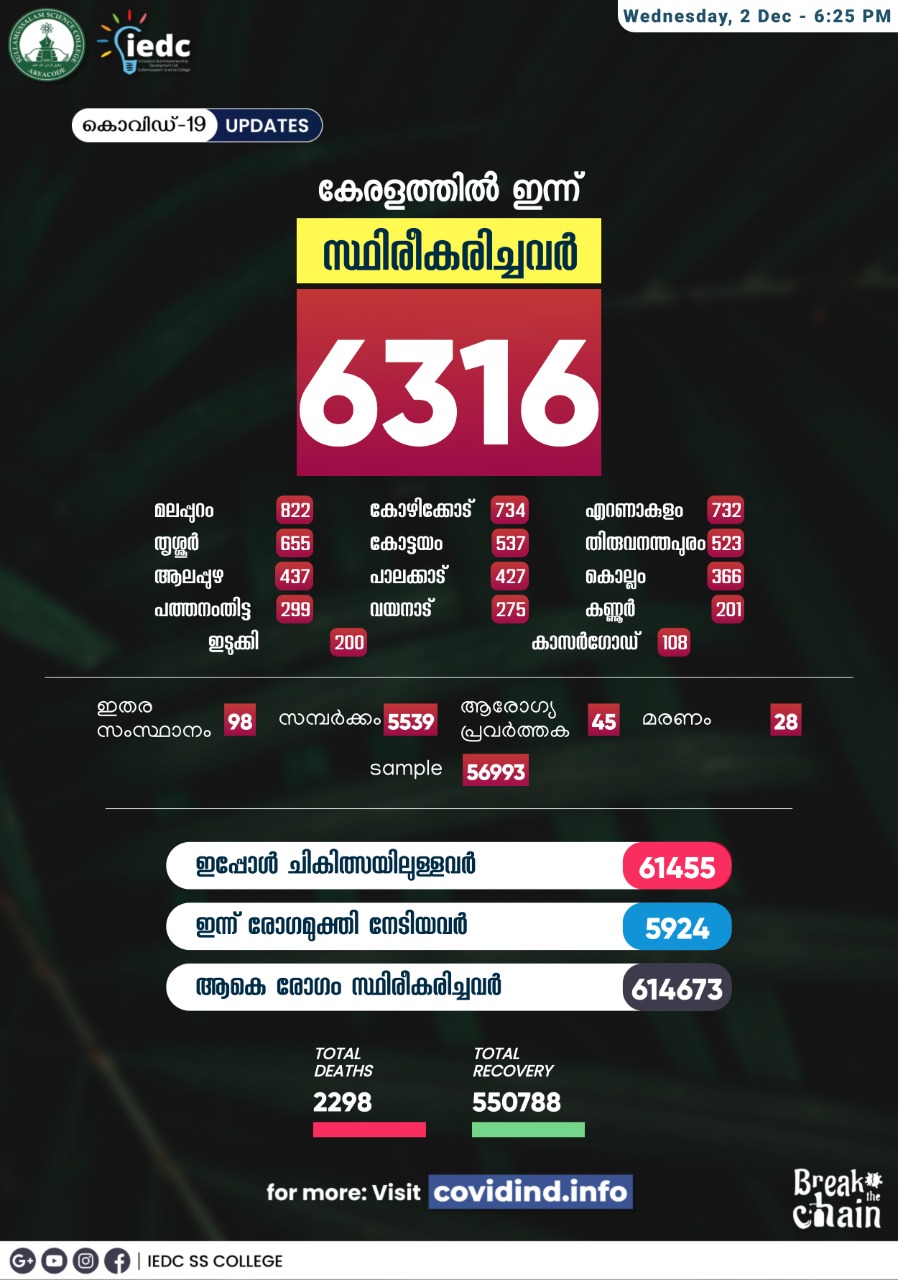 Wednesday, 2 Dec - 6:25 PM
SULLAMUSSALAM SCIENCE COLLEGE
AREACODE
iedc
കൊവിഡ്-19 UPDATES
കേരളത്തിൽ ഇന്ന്
സ്ഥിരീകരിച്ചവർ
6316
മലപ്പുറം 822 കോഴിക്കോട് 734 എറണാകുളം 732
തൃശ്ശൂർ 655 കോട്ടയം 537 തിരുവനന്തപുരം 523
ആലപ്പുഴ 437 പാലക്കാട് 427 കൊല്ലം 366
പത്തനംതിട്ട 299 വയനാട് 275 കണ്ണൂർ 201
ഇടുക്കി 200 കാസർഗോഡ് 108
ഇതര സംസ്ഥാനം 98 സമ്പർക്കം 5539 ആരോഗ്യ പ്രവർത്തക 45 മരണം 28
sample 56993
ഇപ്പോൾ ചികിത്സയിലുള്ളവർ 61455
ഇന്ന് രോഗമുക്തി നേടിയവർ 5924
ആകെ രോഗം സ്ഥിരീകരിച്ചവർ 614673
TOTAL DEATHS
2298
TOTAL RECOVERY
550788
for more: Visit covidind.info
Break the chain
IEDC SS COLLEGE